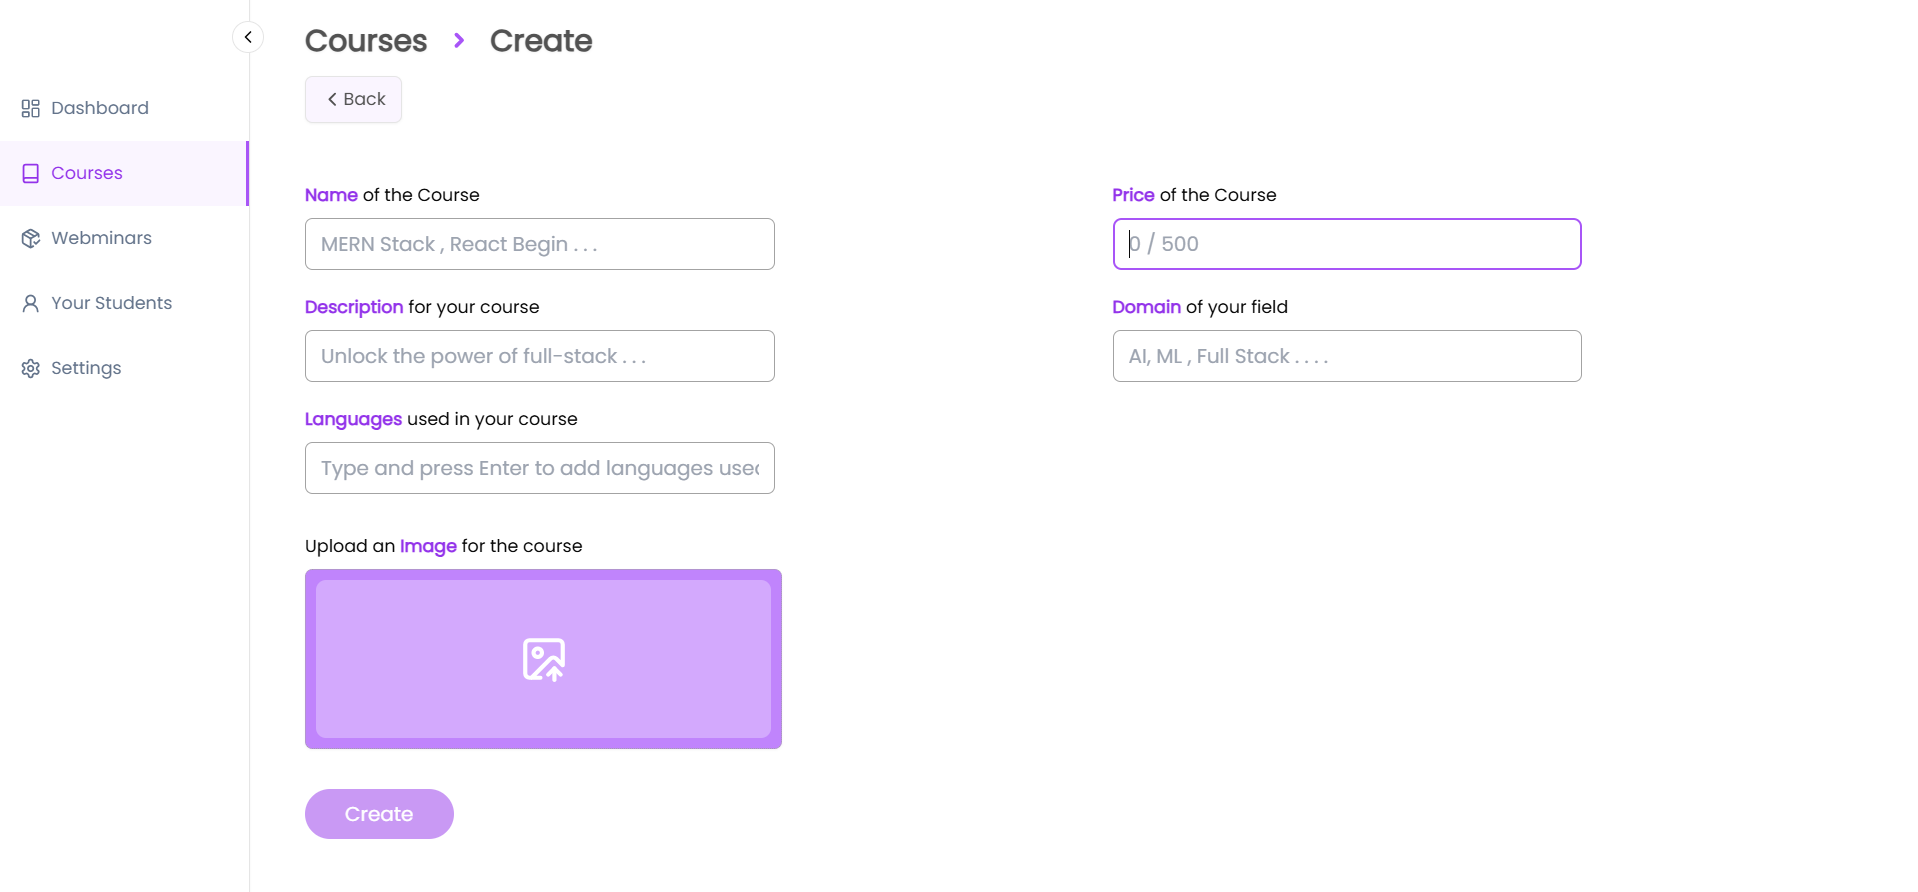 Courses > Create
Back
Dashboard
Courses
Webminars
Your Students
Settings
Name of the Course
MERN Stack , React Begin . . .
Price of the Course
0 / 500
Description for your course
Unlock the power of full-stack . . .
Domain of your field
AI, ML , Full Stack . . . .
Languages used in your course
Type and press Enter to add languages used
Upload an Image for the course
Create